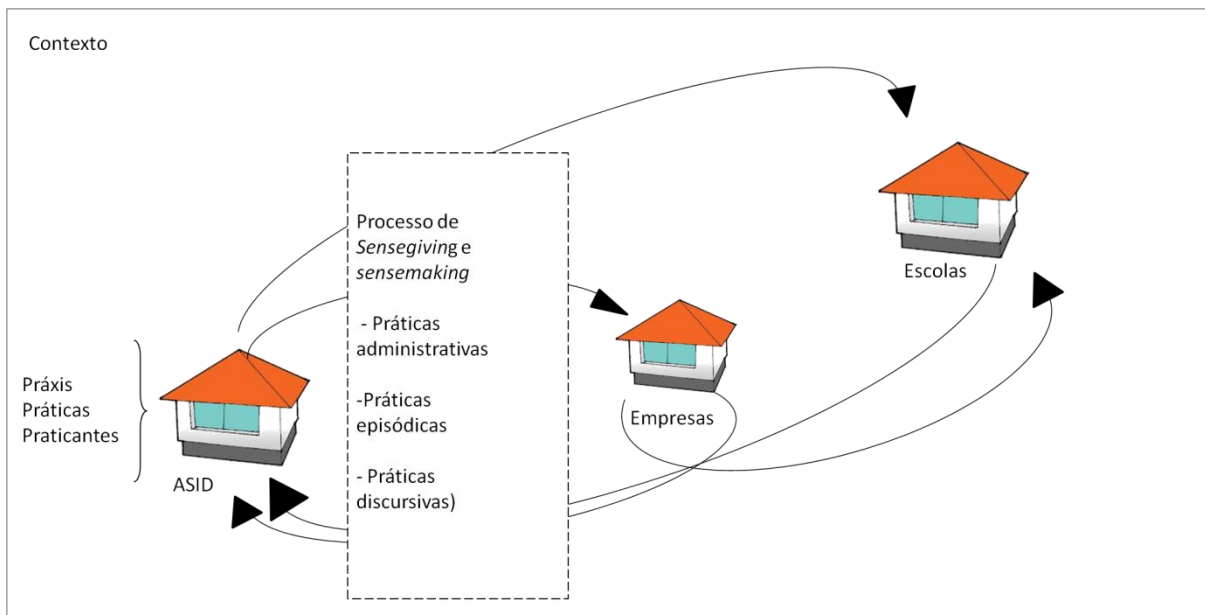 Contexto
Processo de
Sensegiving e
sensemaking
- Práticas
administrativas
-Práticas
episódicas
- Práticas
discursivas)
Práxis
Práticas
Praticantes
ASID
Empresas
Escolas